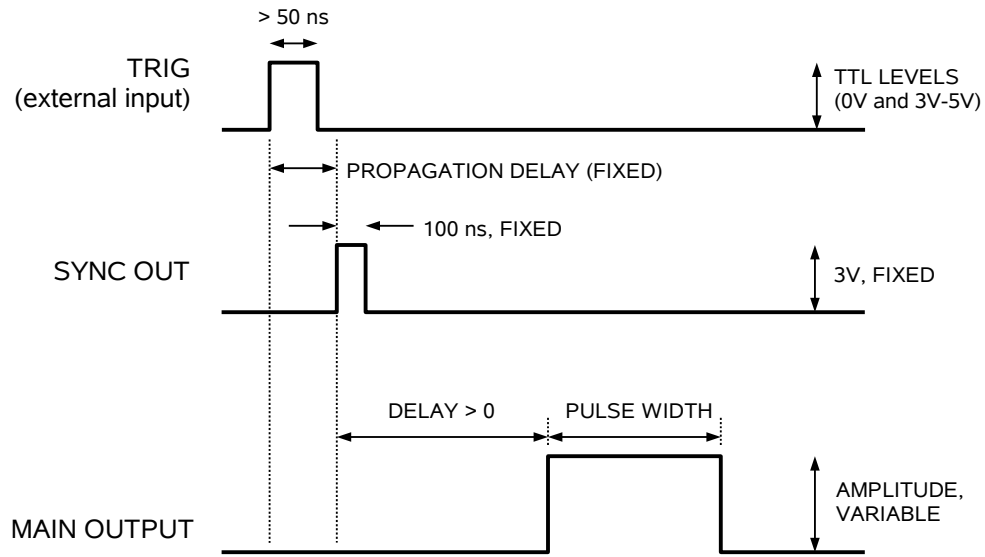 > 50 ns
TRIG
(external input)
TTL LEVELS
(0V and 3V-5V)
PROPAGATION DELAY (FIXED)
100 ns, FIXED
SYNC OUT
3V, FIXED
DELAY > 0
PULSE WIDTH
AMPLITUDE,
VARIABLE
MAIN OUTPUT